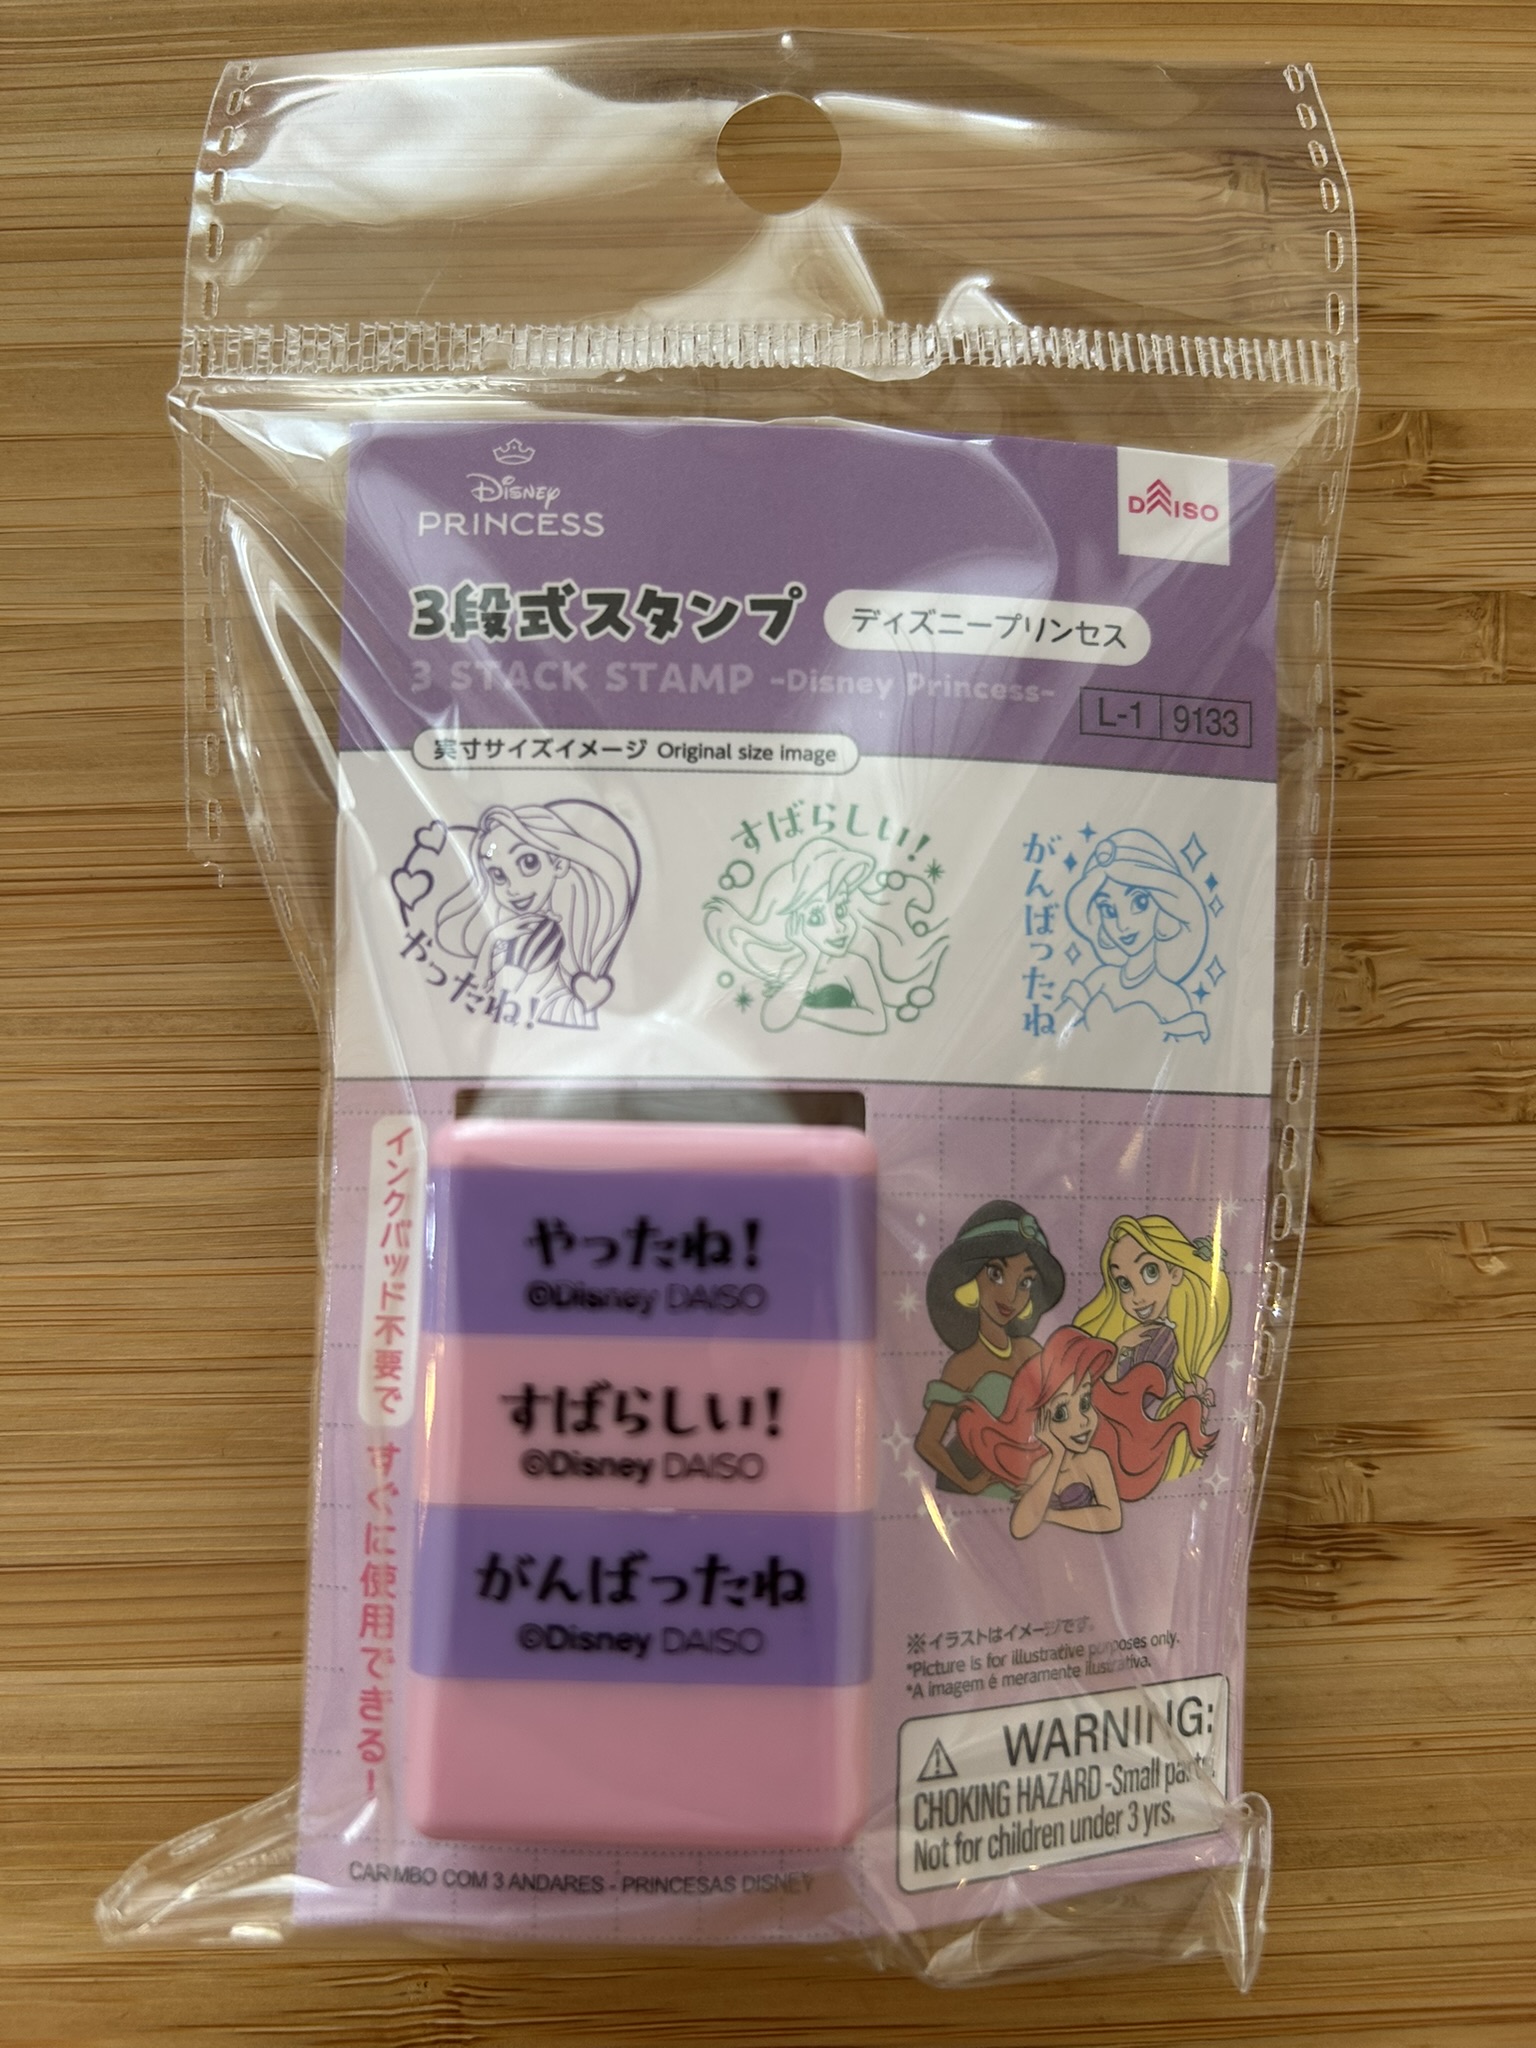 Disney
PRINCESS
DAISO
3段式スタンプ
ディズニープリンセス
3 STACK STAMP -Disney Princess-
L-1 9133
実寸サイズイメージ Original size image
やったね!
すばらしい!
がんばったね
インクパッド不要で
すぐに使用できる!
やったね!
©Disney DAISO
すばらしい!
©Disney DAISO
がんばったね
©Disney DAISO
※イラストはイメージです。
*Picture is for illustrative purposes only.
*A imagem é meramente ilustrativa.
WARNING:
CHOKING HAZARD-Small parts.
Not for children under 3 yrs.
CARIMBO COM 3 ANDARES - PRINCESAS DISNEY